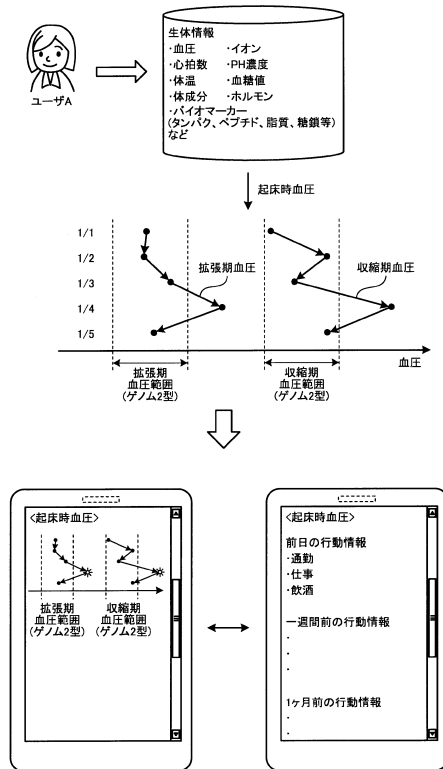 ユーザA
生体情報
・血圧 ・イオン
・心拍数 ・PH濃度
・体温 ・血糖値
・体成分 ・ホルモン
・バイオマーカー
(タンパク、ペプチド、脂質、糖鎖等)
など
起床時血圧
1/1
1/2
1/3
1/4
1/5
拡張期血圧
収縮期血圧
血圧
拡張期
血圧範囲
(ゲノム2型)
収縮期
血圧範囲
(ゲノム2型)
<起床時血圧>
拡張期
血圧範囲
(ゲノム2型)
収縮期
血圧範囲
(ゲノム2型)
<起床時血圧>
前日の行動情報
・通勤
・仕事
・飲酒
一週間前の行動情報
・
・
・
1ヶ月前の行動情報
・
・